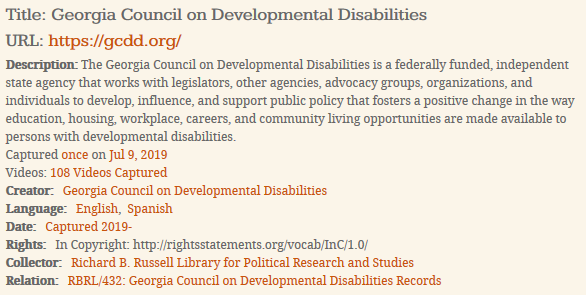 Title: Georgia Council on Developmental Disabilities
URL: https://gcdd.org/
Description: The Georgia Council on Developmental Disabilities is a federally funded, independent
state agency that works with legislators, other agencies, advocacy groups, organizations, and
individuals to develop, influence, and support public policy that fosters a positive change in the way
education, housing, workplace, careers, and community living opportunities are made available to
persons with developmental disabilities.
Captured once on Jul 9, 2019
Videos: 108 Videos Captured
Creator: Georgia Council on Developmental Disabilities
Language: English, Spanish
Date: Captured 2019-
Rights: In Copyright: http://rightsstatements.org/vocab/InC/1.0/
Collector: Richard B. Russell Library for Political Research and Studies
Relation: RBRL/432: Georgia Council on Developmental Disabilities Records